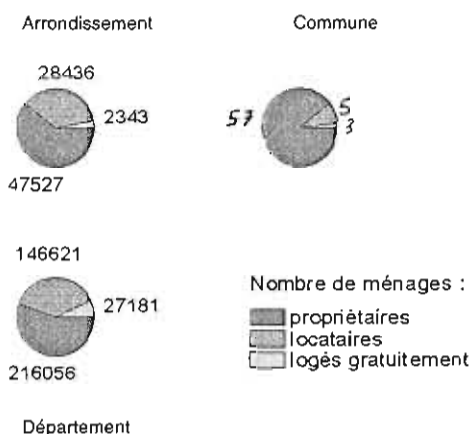 Arrondissement
Commune
28436
2343
47527
57
5
3
146621
27181
216056
Département
Nombre de ménages :
propriétaires
locataires
logés gratuitement